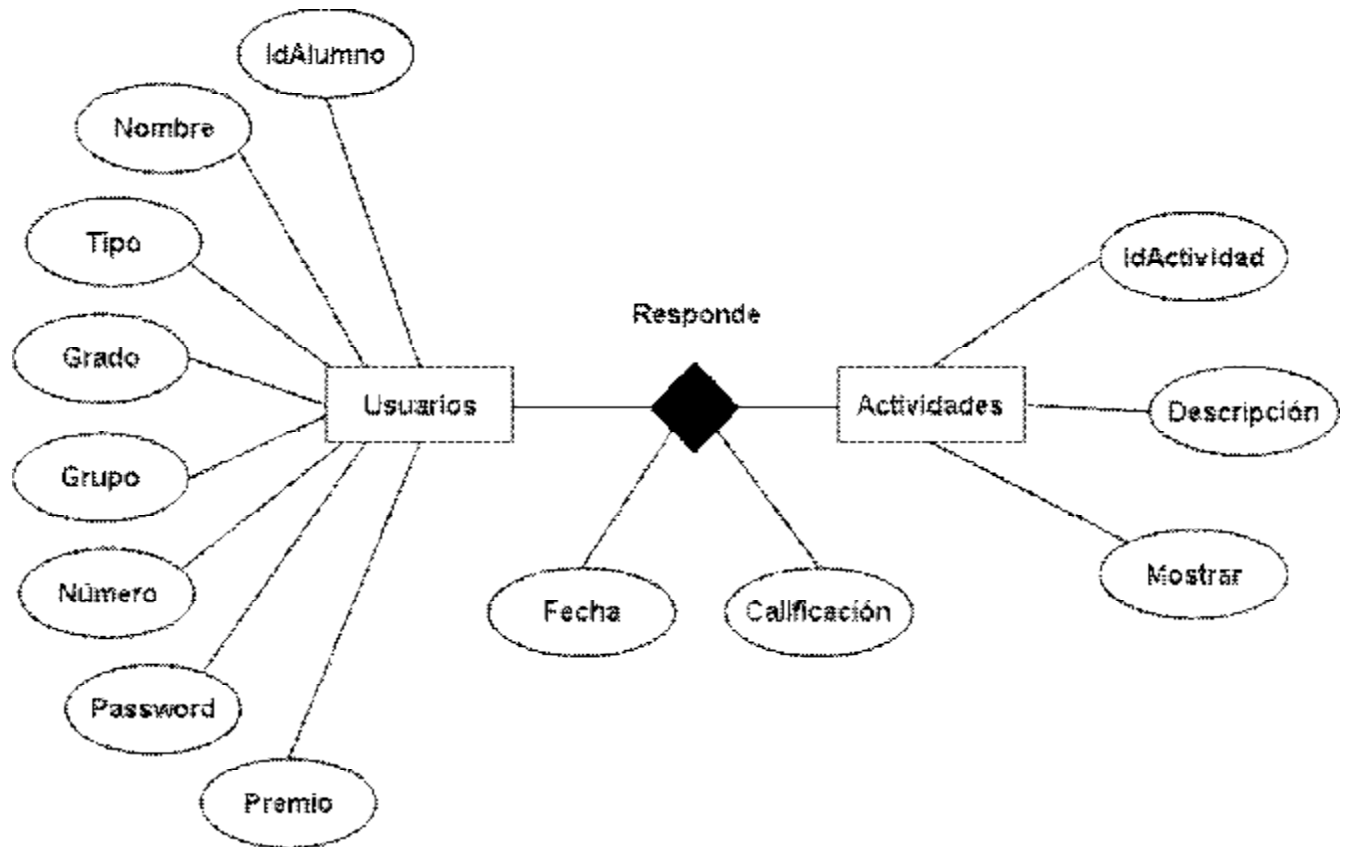 IdAlumno
Nombre
Tipo
Grado
Grupo
Número
Password
Premio
Usuarios
Responde
Fecha
Calificación
Actividades
IdActividad
Descripción
Mostrar